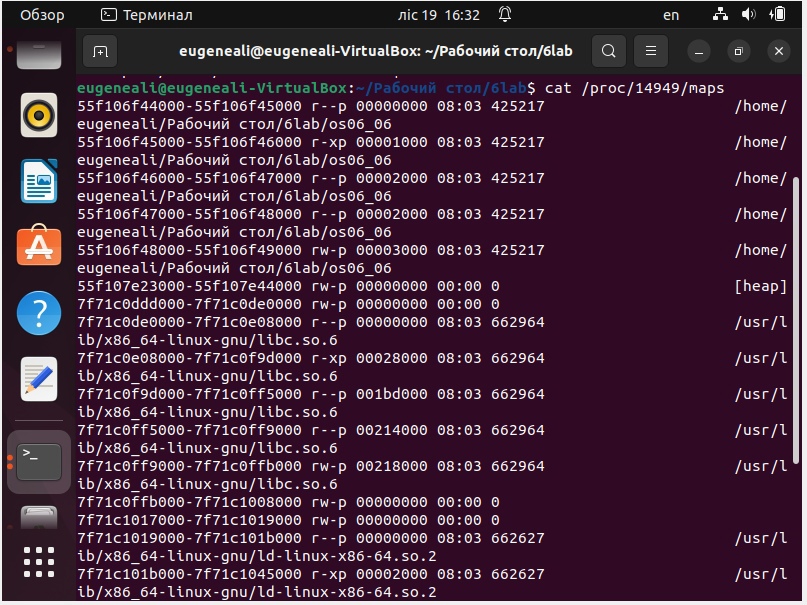 Обзор
Терминал
ліс 19 16:32
en
eugeneali@eugeneali-VirtualBox: ~/Рабочий стол/6lab
eugeneali@eugeneali-VirtualBox:~/Рабочий стол/6lab$ cat /proc/14949/maps
55f106f44000-55f106f45000 r--p 00000000 08:03 425217 /home/
eugeneali/Рабочий стол/6lab/os06_06
55f106f45000-55f106f46000 r-xp 00001000 08:03 425217 /home/
eugeneali/Рабочий стол/6lab/os06_06
55f106f46000-55f106f47000 r--p 00002000 08:03 425217 /home/
eugeneali/Рабочий стол/6lab/os06_06
55f106f47000-55f106f48000 r--p 00002000 08:03 425217 /home/
eugeneali/Рабочий стол/6lab/os06_06
55f106f48000-55f106f49000 rw-p 00003000 08:03 425217 /home/
eugeneali/Рабочий стол/6lab/os06_06
55f107e23000-55f107e44000 rw-p 00000000 00:00 0 [heap]
7f71c0ddd000-7f71c0de0000 rw-p 00000000 00:00 0
7f71c0de0000-7f71c0e08000 r--p 00000000 08:03 662964 /usr/l
ib/x86_64-linux-gnu/libc.so.6
7f71c0e08000-7f71c0f9d000 r-xp 00028000 08:03 662964 /usr/l
ib/x86_64-linux-gnu/libc.so.6
7f71c0f9d000-7f71c0ff5000 r--p 001bd000 08:03 662964 /usr/l
ib/x86_64-linux-gnu/libc.so.6
7f71c0ff5000-7f71c0ff9000 r--p 00214000 08:03 662964 /usr/l
ib/x86_64-linux-gnu/libc.so.6
7f71c0ff9000-7f71c0ffb000 rw-p 00218000 08:03 662964 /usr/l
ib/x86_64-linux-gnu/libc.so.6
7f71c0ffb000-7f71c1008000 rw-p 00000000 00:00 0
7f71c1017000-7f71c1019000 rw-p 00000000 00:00 0
7f71c1019000-7f71c101b000 r--p 00000000 08:03 662627 /usr/l
ib/x86_64-linux-gnu/ld-linux-x86-64.so.2
7f71c101b000-7f71c1045000 r-xp 00002000 08:03 662627 /usr/l
ib/x86_64-linux-gnu/ld-linux-x86-64.so.2